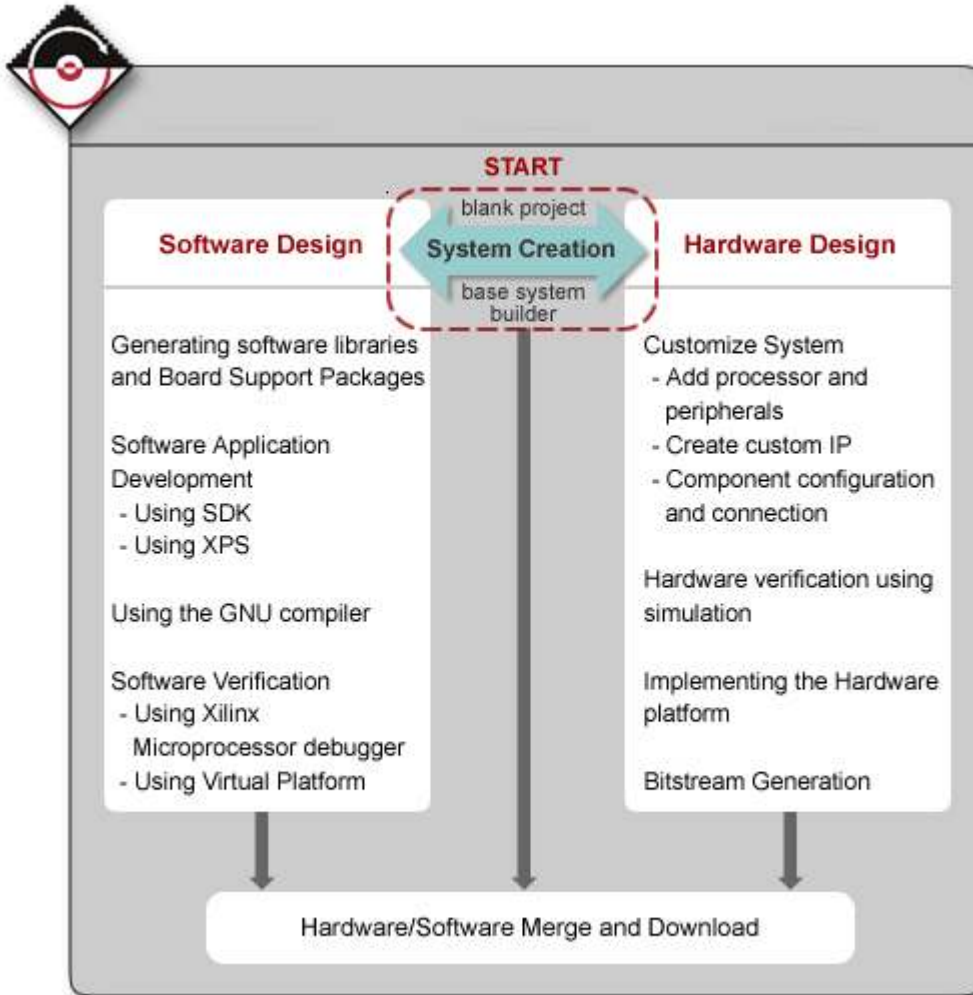 START
blank project
System Creation
base system
builder
Software Design
Generating software libraries
and Board Support Packages
Software Application
Development
- Using SDK
- Using XPS
Using the GNU compiler
Software Verification
- Using Xilinx
Microprocessor debugger
- Using Virtual Platform
Hardware Design
Customize System
- Add processor and
peripherals
- Create custom IP
- Component configuration
and connection
Hardware verification using
simulation
Implementing the Hardware
platform
Bitstream Generation
Hardware/Software Merge and Download